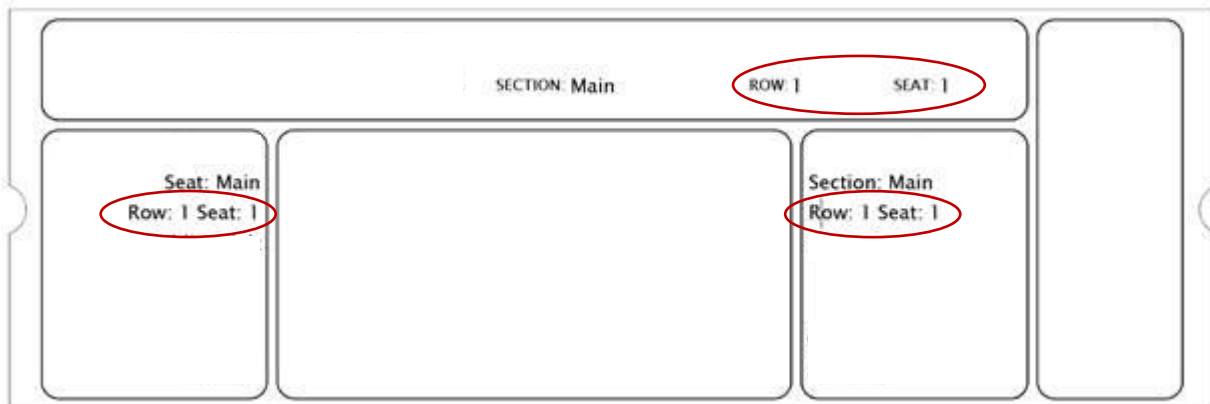 SECTION: Main ROW: 1 SEAT: 1
Seat: Main
Row: 1 Seat: 1
Section: Main
Row: 1 Seat: 1